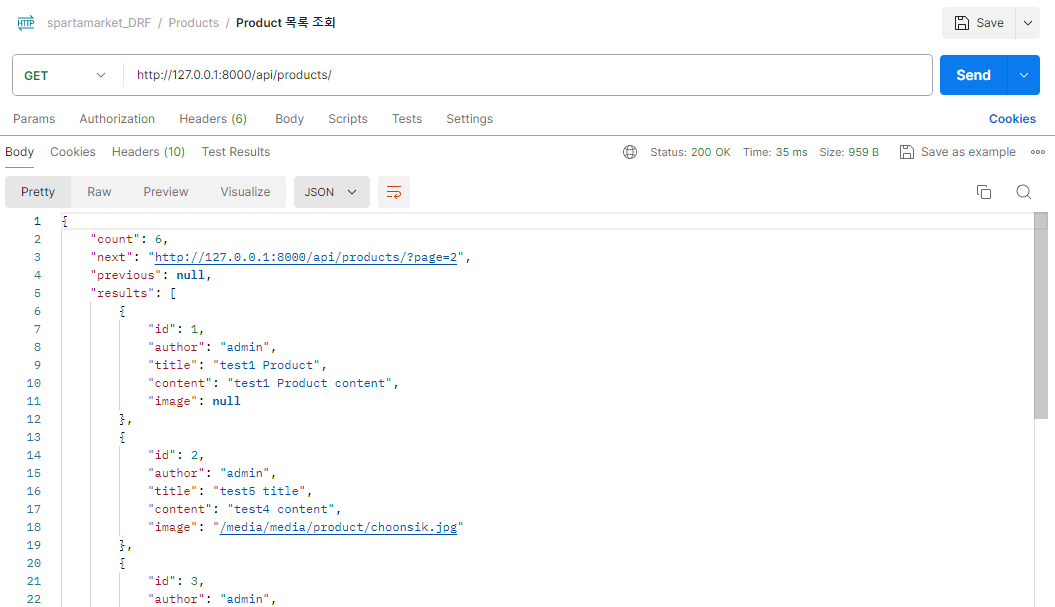 HTTP spartamarket_DRF / Products / Product 목록 조회 Save
GET http://127.0.0.1:8000/api/products/ Send
Params Authorization Headers (6) Body Scripts Tests Settings Cookies
Body Cookies Headers (10) Test Results Status: 200 OK Time: 35 ms Size: 959 B Save as example
Pretty Raw Preview Visualize JSON
1 {
2 "count": 6,
3 "next": "http://127.0.0.1:8000/api/products/?page=2",
4 "previous": null,
5 "results": [
6 {
7 "id": 1,
8 "author": "admin",
9 "title": "test1 Product",
10 "content": "test1 Product content",
11 "image": null
12 },
13 {
14 "id": 2,
15 "author": "admin",
16 "title": "test5 title",
17 "content": "test4 content",
18 "image": "/media/media/product/choonsik.jpg"
19 },
20 {
21 "id": 3,
22 "author": "admin",